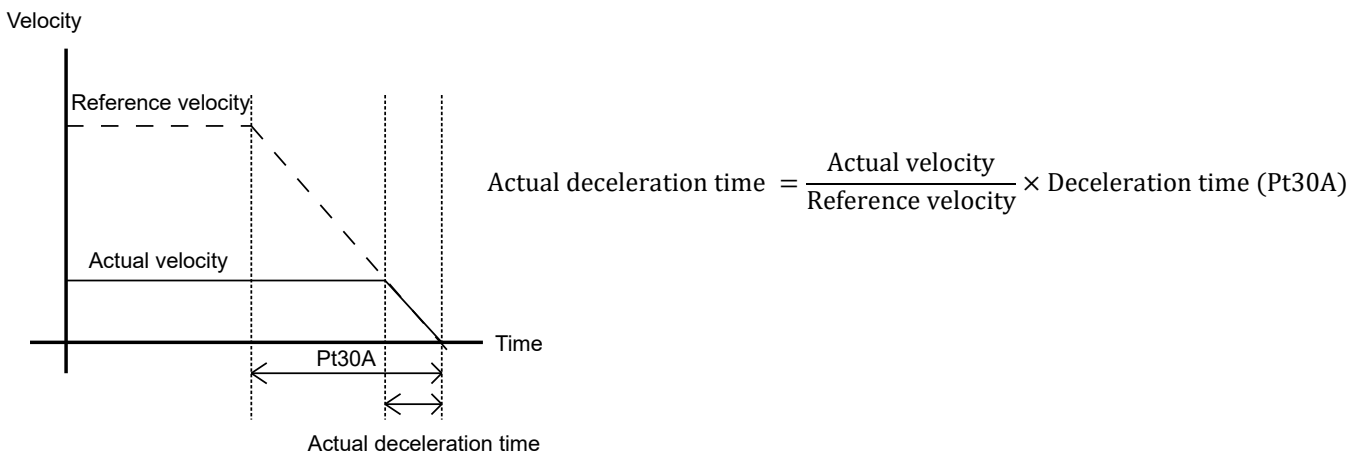 Velocity
Reference velocity
Actual deceleration time = Actual velocity / Reference velocity × Deceleration time (Pt30A)
Actual velocity
Time
Pt30A
Actual deceleration time